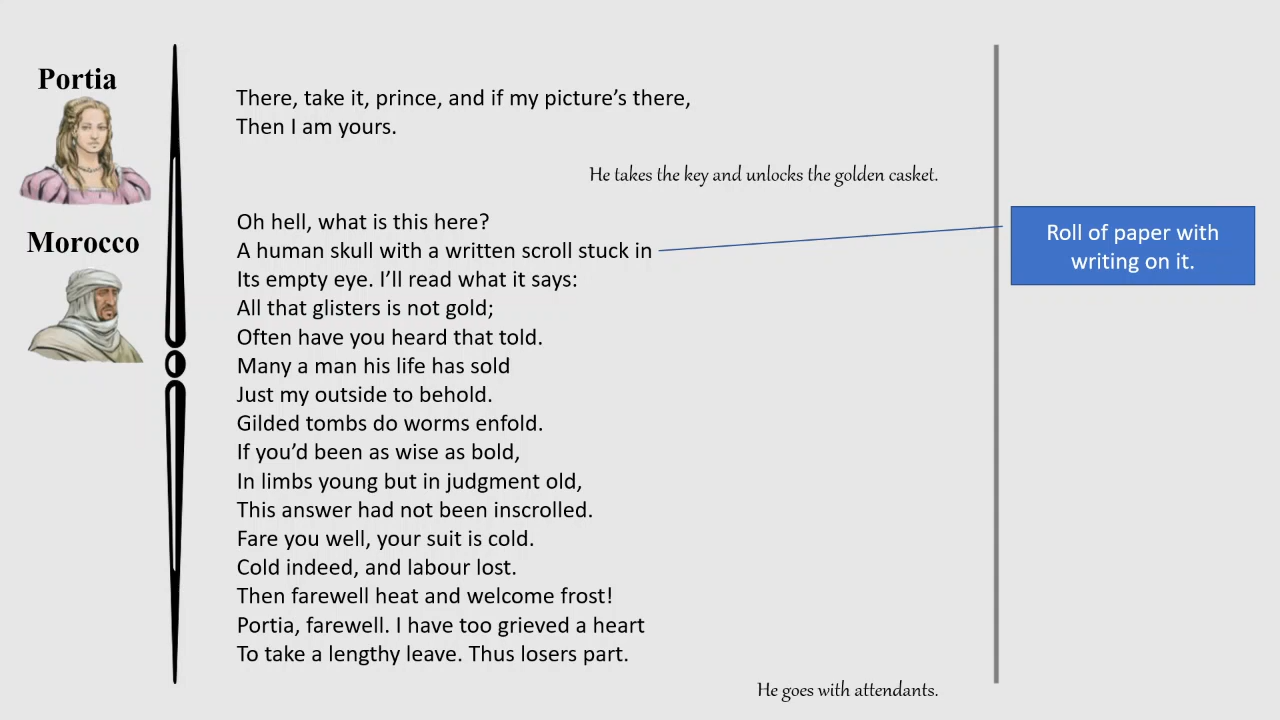 Portia
There, take it, prince, and if my picture’s there,
Then I am yours.
He takes the key and unlocks the golden casket.
Morocco
Oh hell, what is this here?
A human skull with a written scroll stuck in
Its empty eye. I’ll read what it says:
All that glisters is not gold;
Often have you heard that told.
Many a man his life has sold
Just my outside to behold.
Gilded tombs do worms enfold.
If you’d been as wise as bold,
In limbs young but in judgment old,
This answer had not been inscrolled.
Fare you well, your suit is cold.
Cold indeed, and labour lost.
Then farewell heat and welcome frost!
Portia, farewell. I have too grieved a heart
To take a lengthy leave. Thus losers part.
He goes with attendants.
Roll of paper with
writing on it.